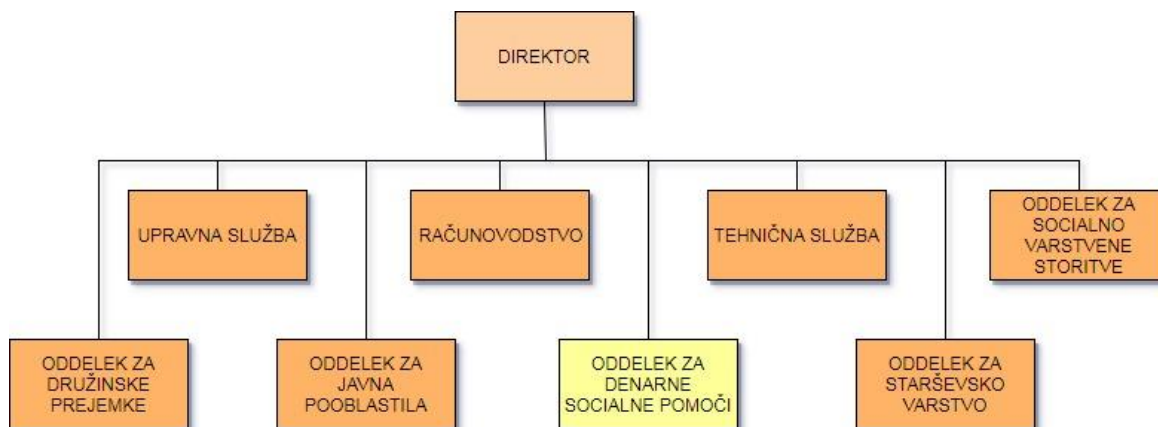 DIREKTOR
UPRAVNA SLUŽBA
RAČUNOVODSTVO
TEHNIČNA SLUŽBA
ODDELEK ZA
SOCIALNO
VARSTVENE
STORITVE
ODDELEK ZA
DRUŽINSKE
PREJEMKE
ODDELEK ZA
JAVNA
POOBLASTILA
ODDELEK ZA
DENARNE
SOCIALNE POMOČI
ODDELEK ZA
STARŠEVSKO
VARSTVO